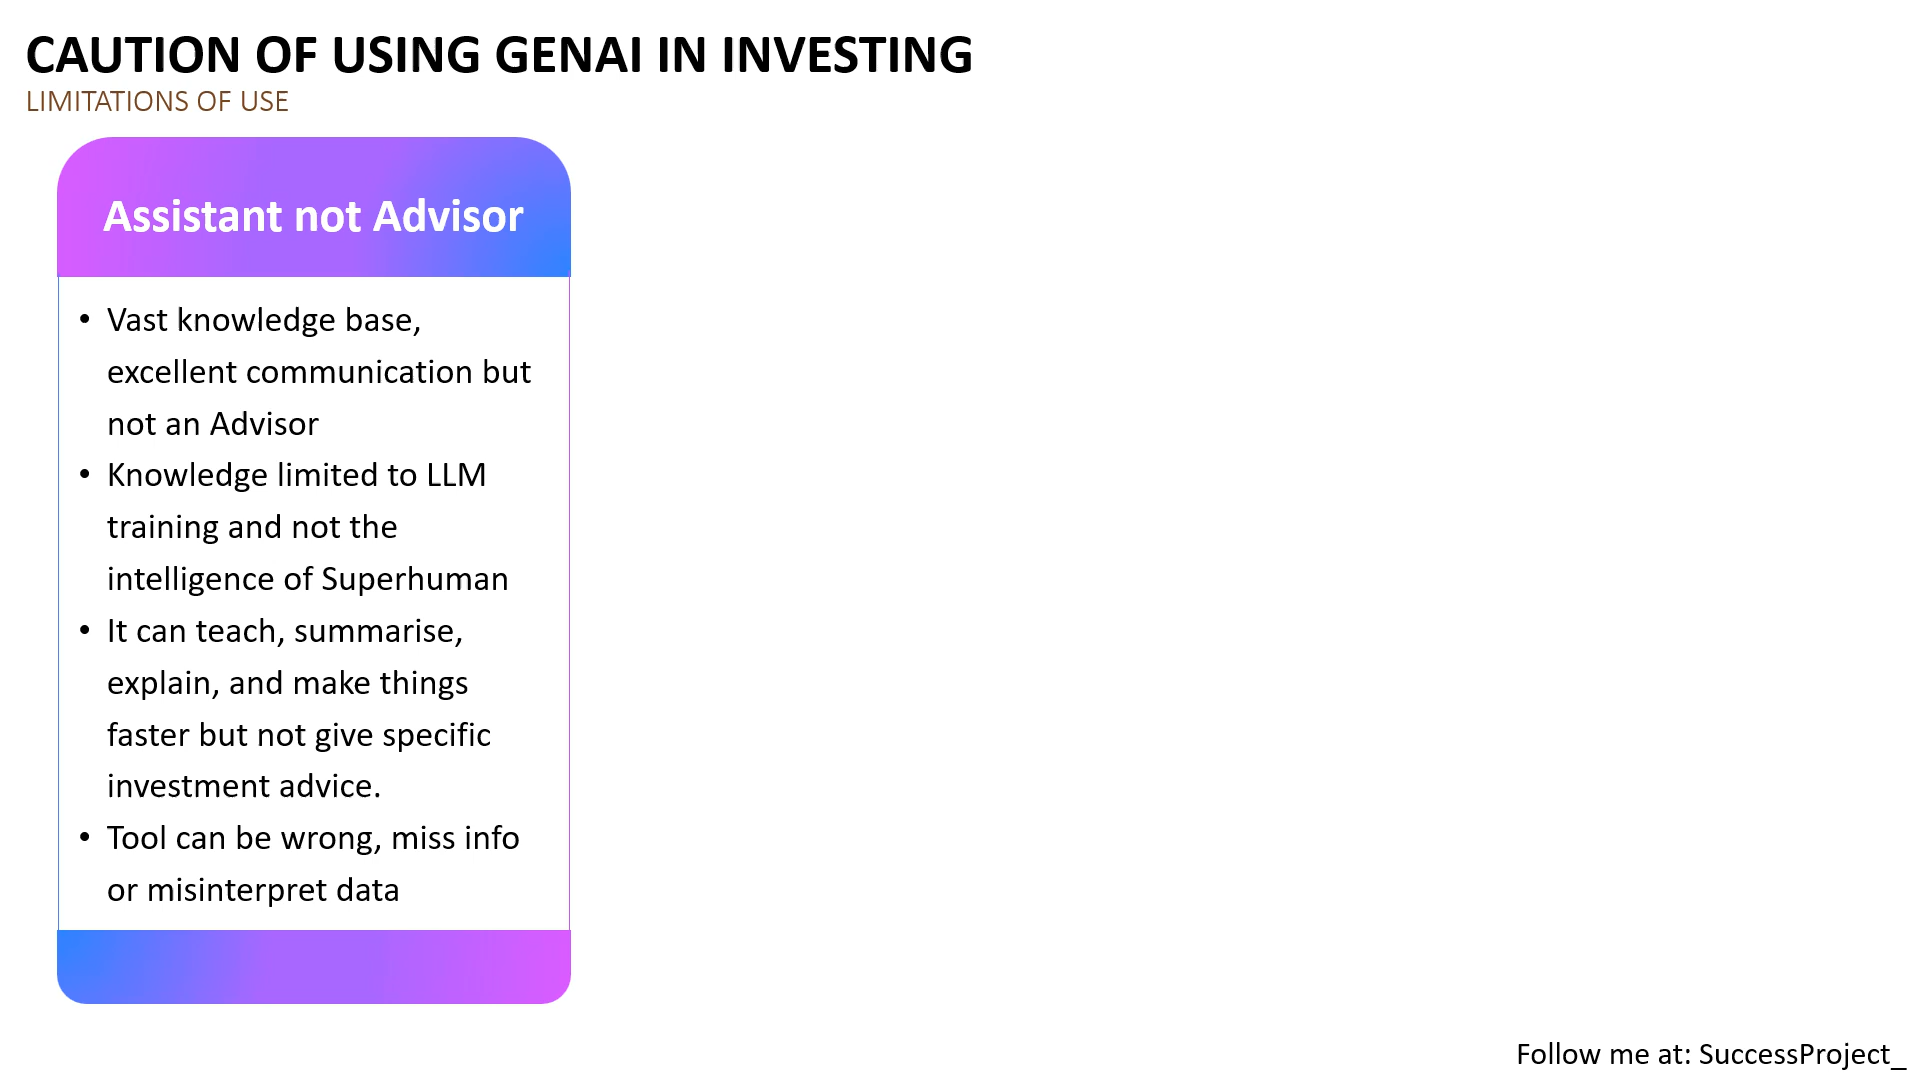 CAUTION OF USING GENAI IN INVESTING
LIMITATIONS OF USE
Assistant not Advisor
• Vast knowledge base,
excellent communication but
not an Advisor
• Knowledge limited to LLM
training and not the
intelligence of Superhuman
• It can teach, summarise,
explain, and make things
faster but not give specific
investment advice.
• Tool can be wrong, miss info
or misinterpret data
Follow me at: SuccessProject_